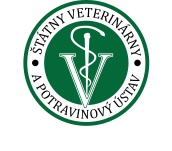 • ŠTÁTNY VETERINÁRNY •
A POTRAVINOVÝ ÚSTAV
V